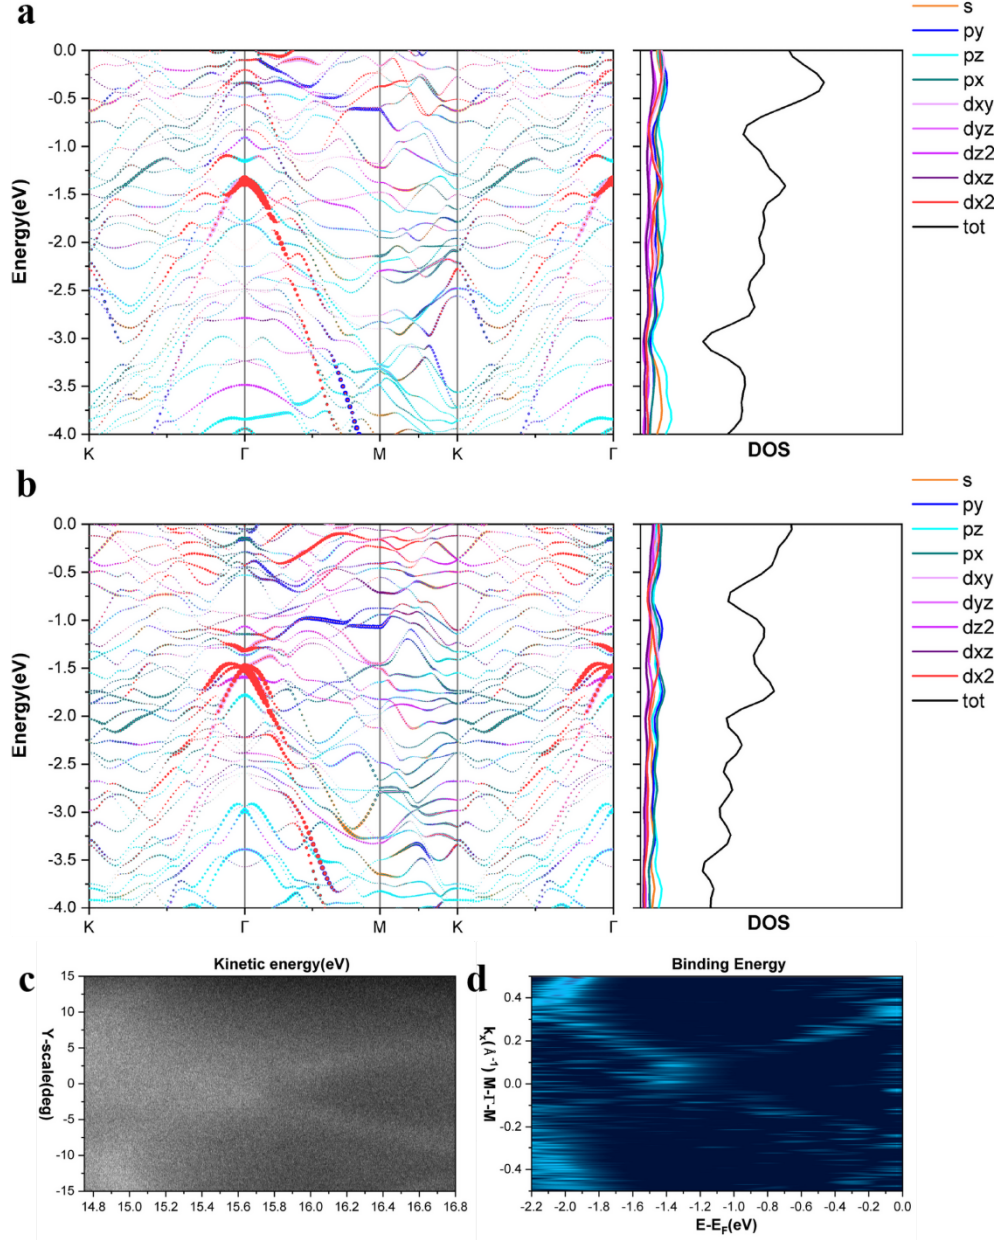 a
s
py
pz
px
dxy
dyz
dz2
dxz
dx2
tot
Energy(eV)
0.0
-0.5
-1.0
-1.5
-2.0
-2.5
-3.0
-3.5
-4.0
K
Γ
M
K
Γ
DOS
b
s
py
pz
px
dxy
dyz
dz2
dxz
dx2
tot
Energy(eV)
0.0
-0.5
-1.0
-1.5
-2.0
-2.5
-3.0
-3.5
-4.0
K
Γ
M
K
Γ
DOS
c
Kinetic energy(eV)
Y-scale(deg)
15
10
5
0
-5
-10
-15
14.8 15.0 15.2 15.4 15.6 15.8 16.0 16.2 16.4 16.6 16.8
d
Binding Energy
kx(Å-1) M-Γ-M
0.4
0.2
0.0
-0.2
-0.4
-2.2 -2.0 -1.8 -1.6 -1.4 -1.2 -1.0 -0.8 -0.6 -0.4 -0.2 0.0
E-EF(eV)